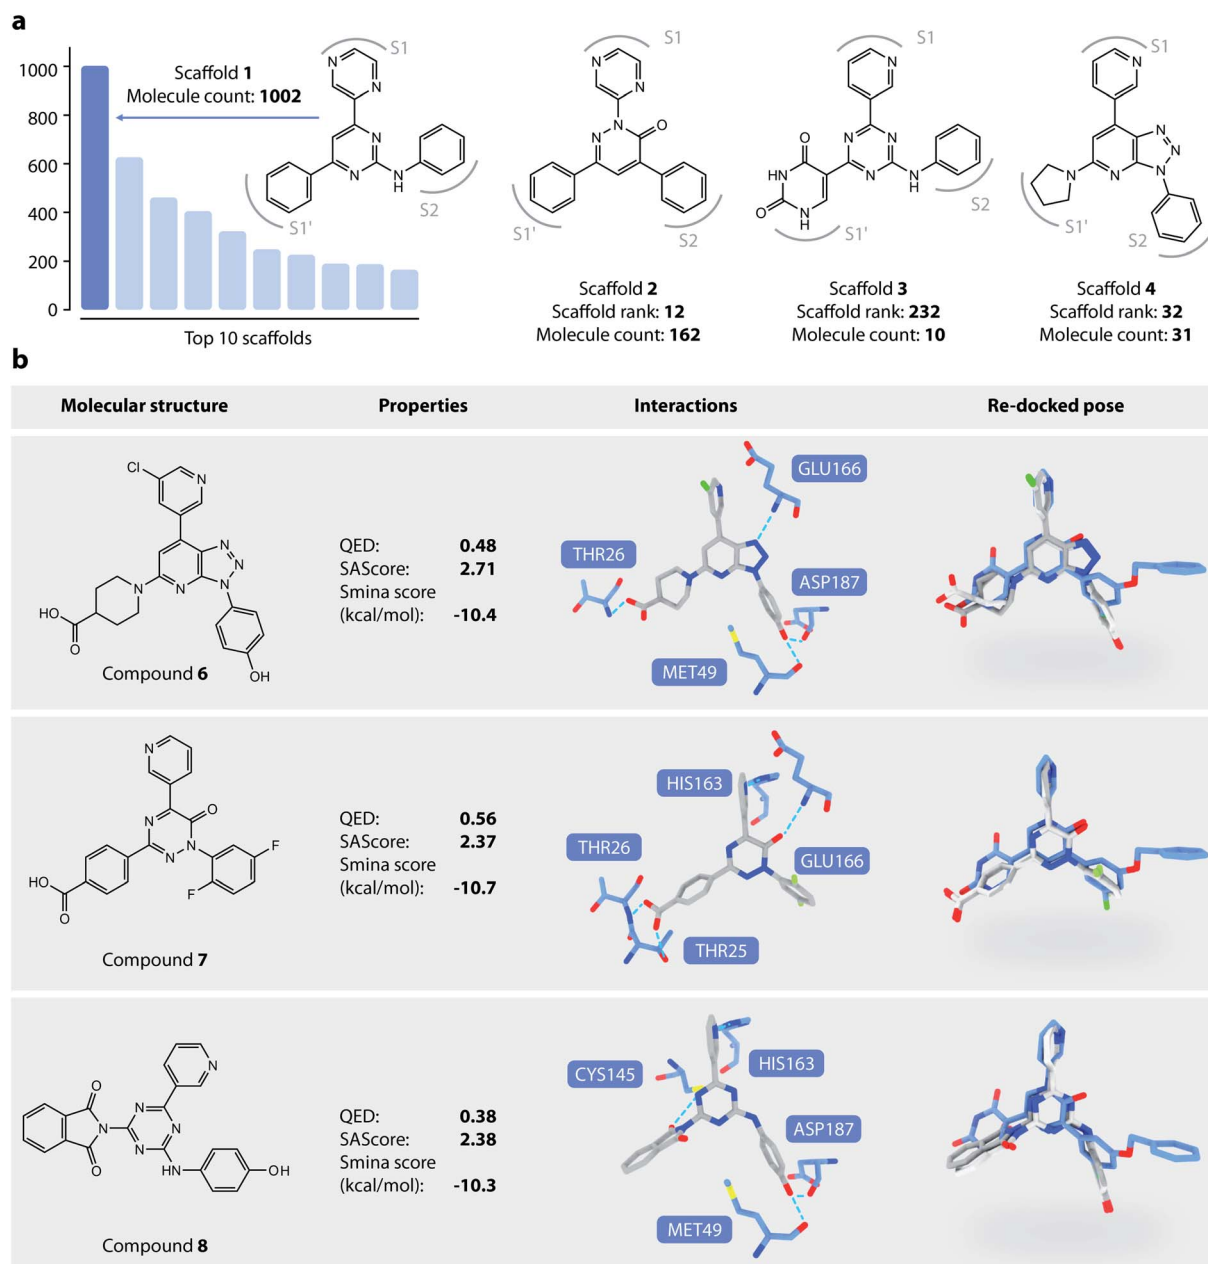 a
1000
800
600
400
200
0
Top 10 scaffolds
Scaffold 1
Molecule count: 1002
S1
N
N
N
N
N
H
S1'
S2
S1
N
N
N
N
O
S1'
S2
Scaffold 2
Scaffold rank: 12
Molecule count: 162
S1
N
O
N
N
HN
N
N
H
O
N
H
S1'
S2
Scaffold 3
Scaffold rank: 232
Molecule count: 10
S1
N
N
N
N
N
N
S1'
S2
Scaffold 4
Scaffold rank: 32
Molecule count: 31
b
Molecular structure Properties Interactions Re-docked pose
Cl
N
N
N
N
N
N
HO
O
OH
Compound 6
QED: 0.48
SAScore: 2.71
Smina score
(kcal/mol): -10.4
GLU166
THR26
ASP187
MET49
N
O
N
N
N
F
F
HO
O
Compound 7
QED: 0.56
SAScore: 2.37
Smina score
(kcal/mol): -10.7
HIS163
THR26
GLU166
THR25
N
O
N
N
N
N
O
HN
OH
Compound 8
QED: 0.38
SAScore: 2.38
Smina score
(kcal/mol): -10.3
CYS145
HIS163
ASP187
MET49